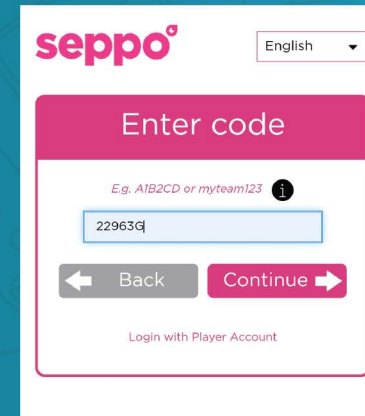 seppo
English
Enter code
E.g. A1B2CD or myteam123
22963G
Back
Continue
Login with Player Account